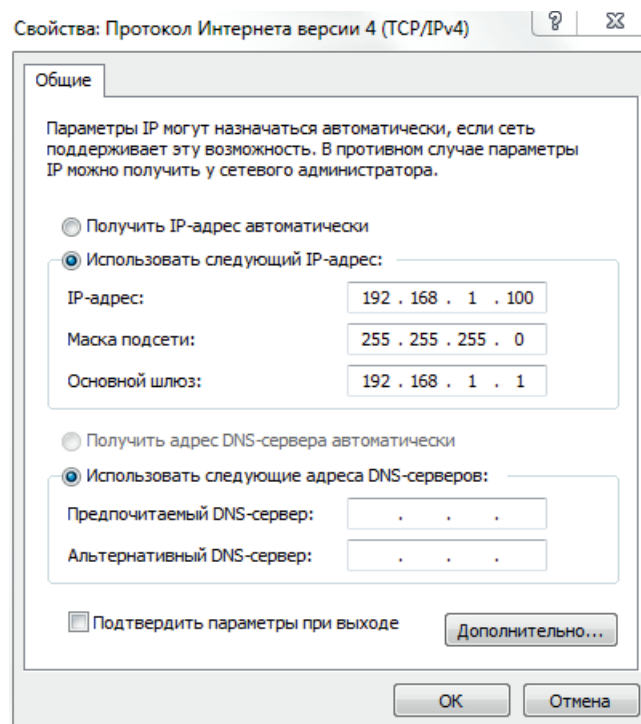 Свойства: Протокол Интернета версии 4 (TCP/IPv4)
?
Общие
Параметры IP могут назначаться автоматически, если сеть
поддерживает эту возможность. В противном случае параметры
IP можно получить у сетевого администратора.
Получить IP-адрес автоматически
Использовать следующий IP-адрес:
IP-адрес: 192 . 168 . 1 . 100
Маска подсети: 255 . 255 . 255 . 0
Основной шлюз: 192 . 168 . 1 . 1
Получить адрес DNS-сервера автоматически
Использовать следующие адреса DNS-серверов:
Предпочитаемый DNS-сервер: . . .
Альтернативный DNS-сервер: . . .
Подтвердить параметры при выходе
Дополнительно...
ОК Отмена